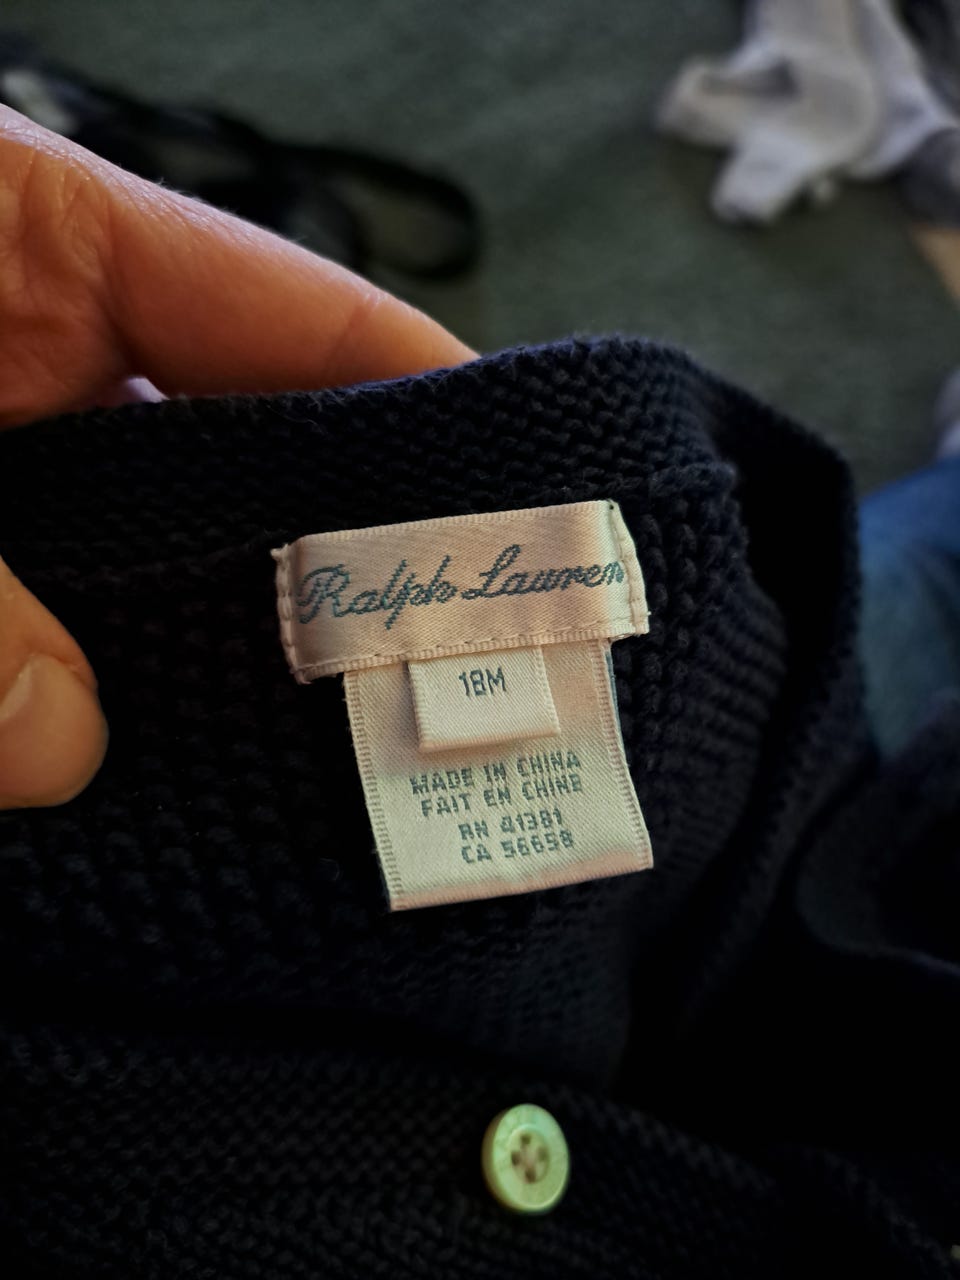 Ralph Lauren
18M
MADE IN CHINA
FAIT EN CHINE
RN 41381
CA 56658